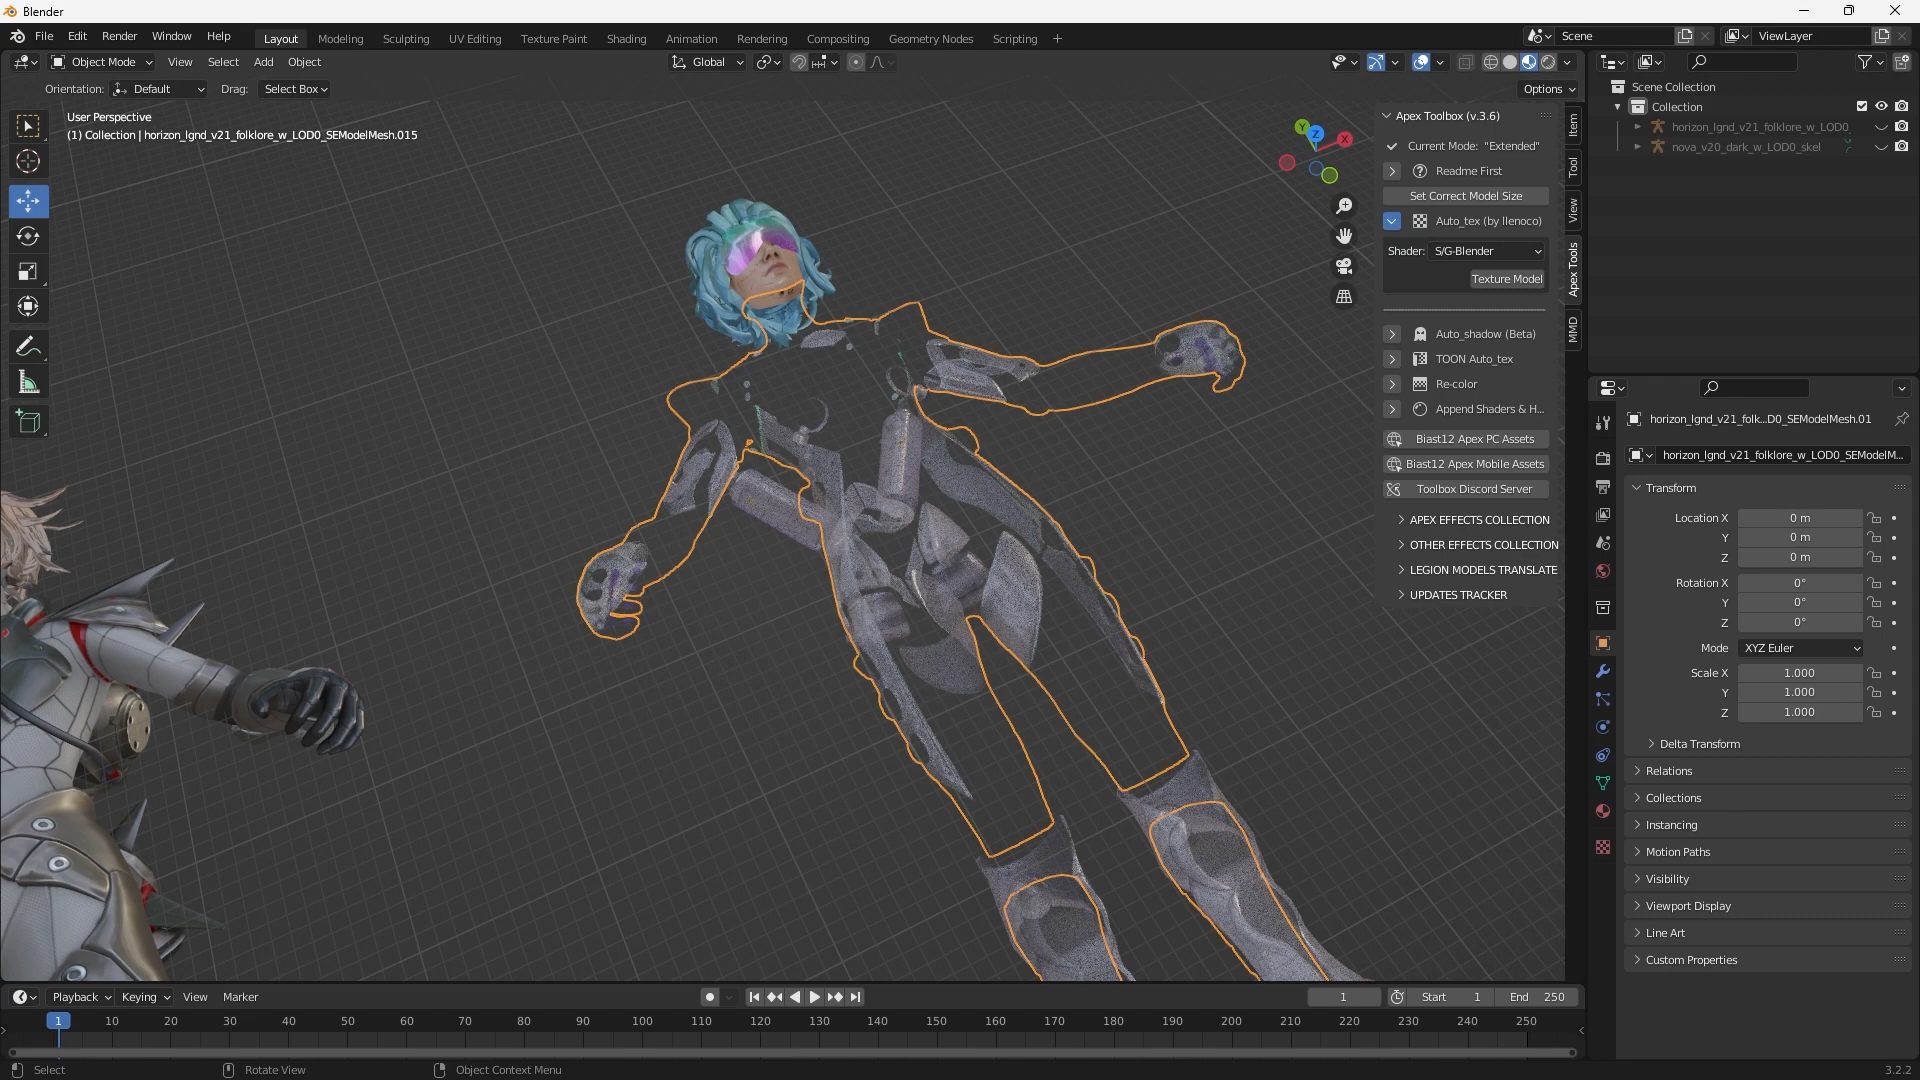 Blender
File Edit Render Window Help
Layout Modeling Sculpting UV Editing Texture Paint Shading Animation Rendering Compositing Geometry Nodes Scripting +
Scene
ViewLayer
Object Mode View Select Add Object
Global
Orientation: Default Drag: Select Box
Options
User Perspective
(1) Collection | horizon_lgnd_v21_folklore_w_LOD0_SEModelMesh.015
Y
Z
X
Apex Toolbox (v.3.6)
Current Mode: "Extended"
Readme First
Set Correct Model Size
Auto_tex (by llenoco)
Shader: S/G-Blender
Texture Model
Auto_shadow (Beta)
TOON Auto_tex
Re-color
Append Shaders & H...
Biast12 Apex PC Assets
Biast12 Apex Mobile Assets
Toolbox Discord Server
APEX EFFECTS COLLECTION
OTHER EFFECTS COLLECTION
LEGION MODELS TRANSLATE
UPDATES TRACKER
Item
Tool
View
Apex Tools
MMD
Scene Collection
Collection
horizon_lgnd_v21_folklore_w_LOD0_
nova_v20_dark_w_LOD0_skel
horizon_lgnd_v21_folk...D0_SEModelMesh.01
horizon_lgnd_v21_folklore_w_LOD0_SEModelM...
Transform
Location X 0 m
Y 0 m
Z 0 m
Rotation X 0°
Y 0°
Z 0°
Mode XYZ Euler
Scale X 1.000
Y 1.000
Z 1.000
Delta Transform
Relations
Collections
Instancing
Motion Paths
Visibility
Viewport Display
Line Art
Custom Properties
Playback Keying View Marker
1
Start 1
End 250
1 10 20 30 40 50 60 70 80 90 100 110 120 130 140 150 160 170 180 190 200 210 220 230 240 250
Select
Rotate View
Object Context Menu
3.2.2